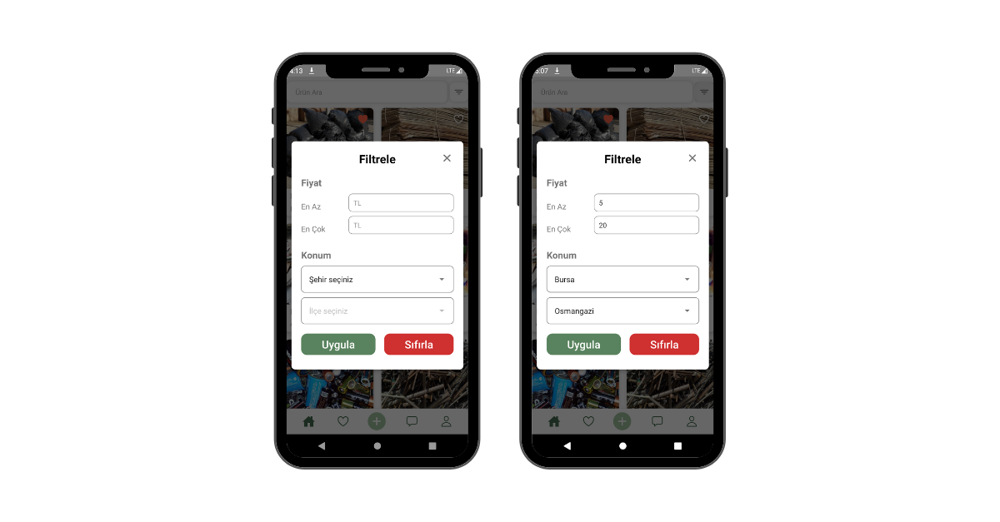 4:13
LTE
Ürün Ara
Filtrele
Fiyat
En Az
TL
En Çok
TL
Konum
Şehir seçiniz
İlçe seçiniz
Uygula
Sıfırla
:07
LTE
Ürün Ara
Filtrele
Fiyat
En Az
5
En Çok
20
Konum
Bursa
Osmangazi
Uygula
Sıfırla